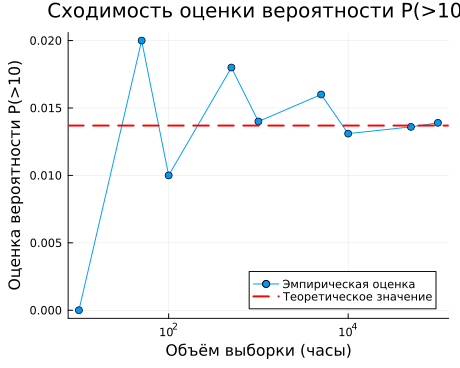 Сходимость оценки вероятности P(>10
Оценка вероятности P(>10)
0.020
0.015
0.010
0.005
0.000
10²
10⁴
Объём выборки (часы)
Эмпирическая оценка
Теоретическое значение